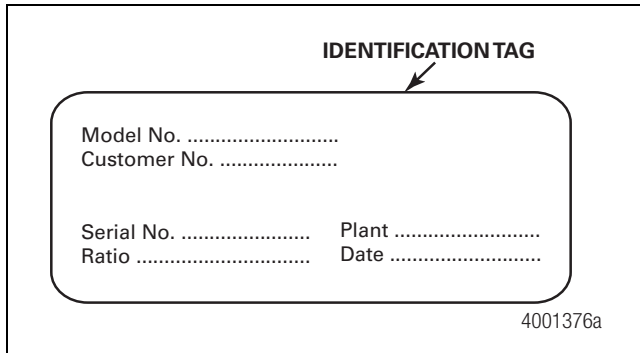 IDENTIFICATION TAG
Model No. ...........................
Customer No. .....................
Serial No. .......................
Plant ..........................
Ratio ...............................
Date ...........................
4001376a